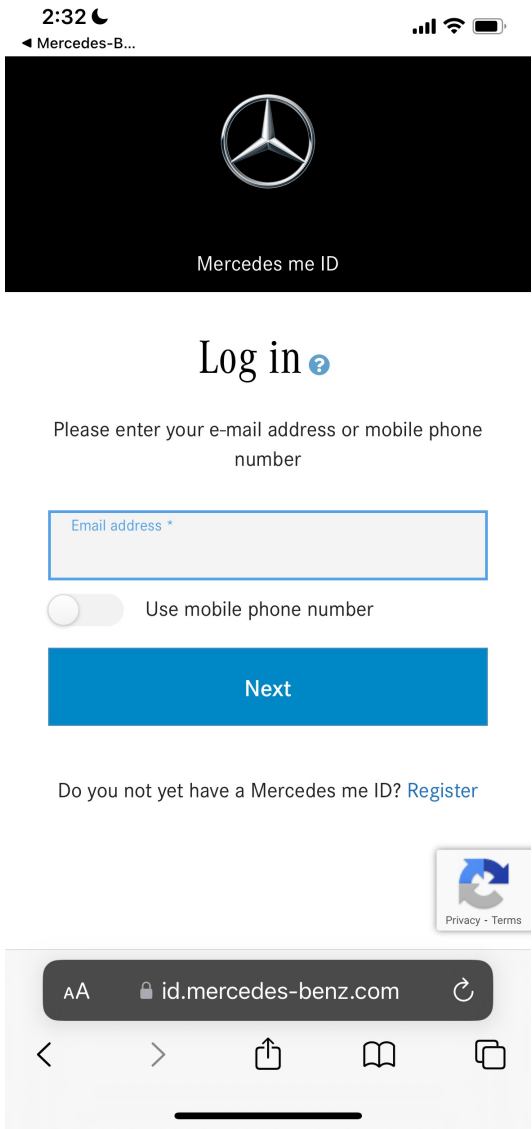 2:32
◀ Mercedes-B...
Mercedes me ID
Log in ?
Please enter your e-mail address or mobile phone
number
Email address *
Use mobile phone number
Next
Do you not yet have a Mercedes me ID? Register
Privacy - Terms
AA id.mercedes-benz.com